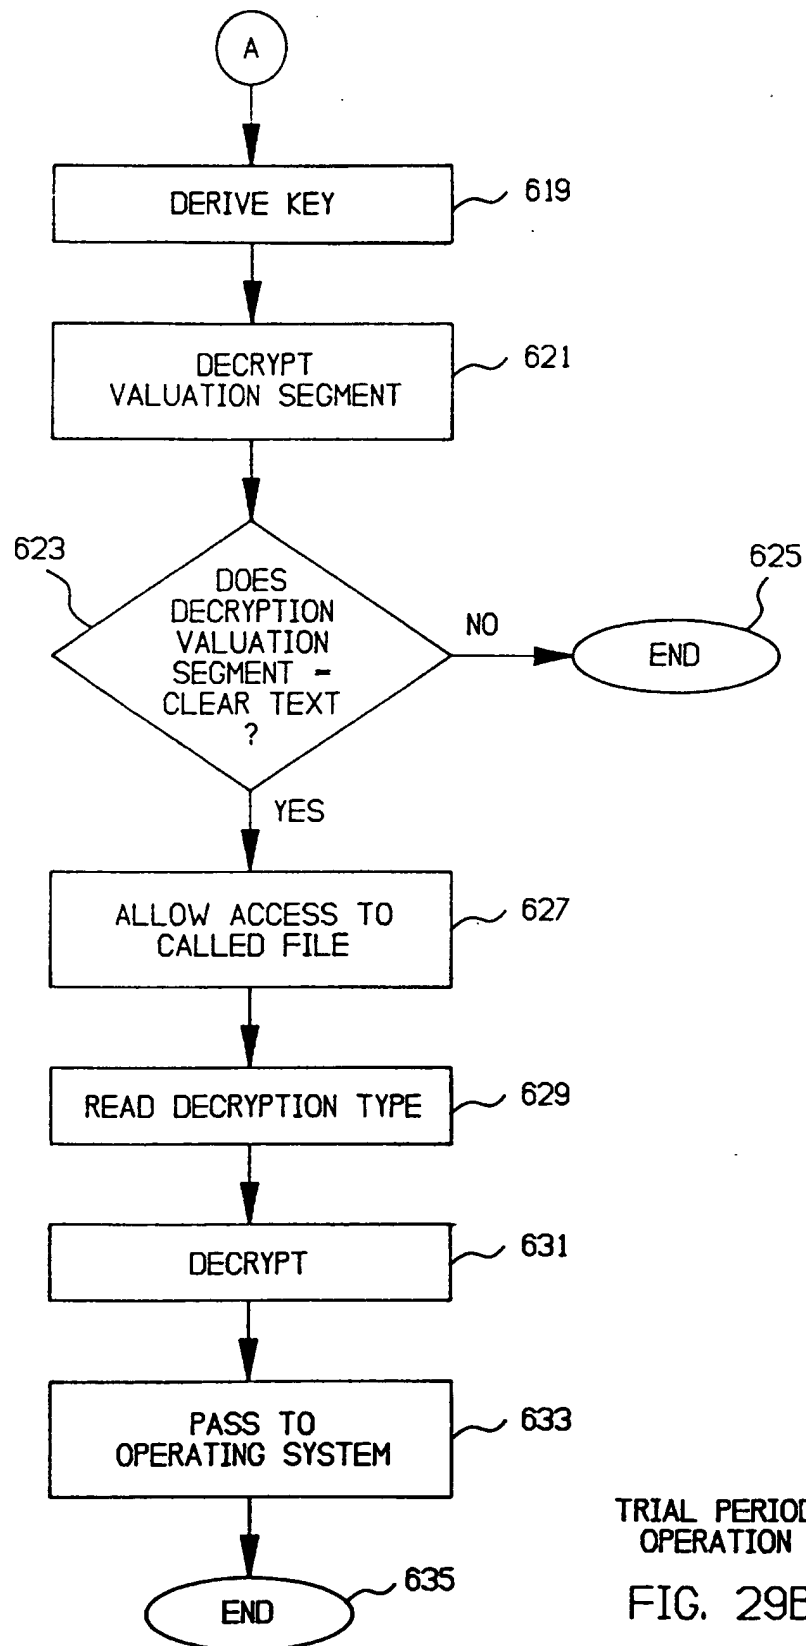 A
DERIVE KEY
619
DECRYPT
VALUATION SEGMENT
621
623
DOES
DECRYPTION
VALUATION
SEGMENT =
CLEAR TEXT
?
NO
625
END
YES
ALLOW ACCESS TO
CALLED FILE
627
READ DECRYPTION TYPE
629
DECRYPT
631
PASS TO
OPERATING SYSTEM
633
END
635
TRIAL PERIOD
OPERATION
FIG. 29B